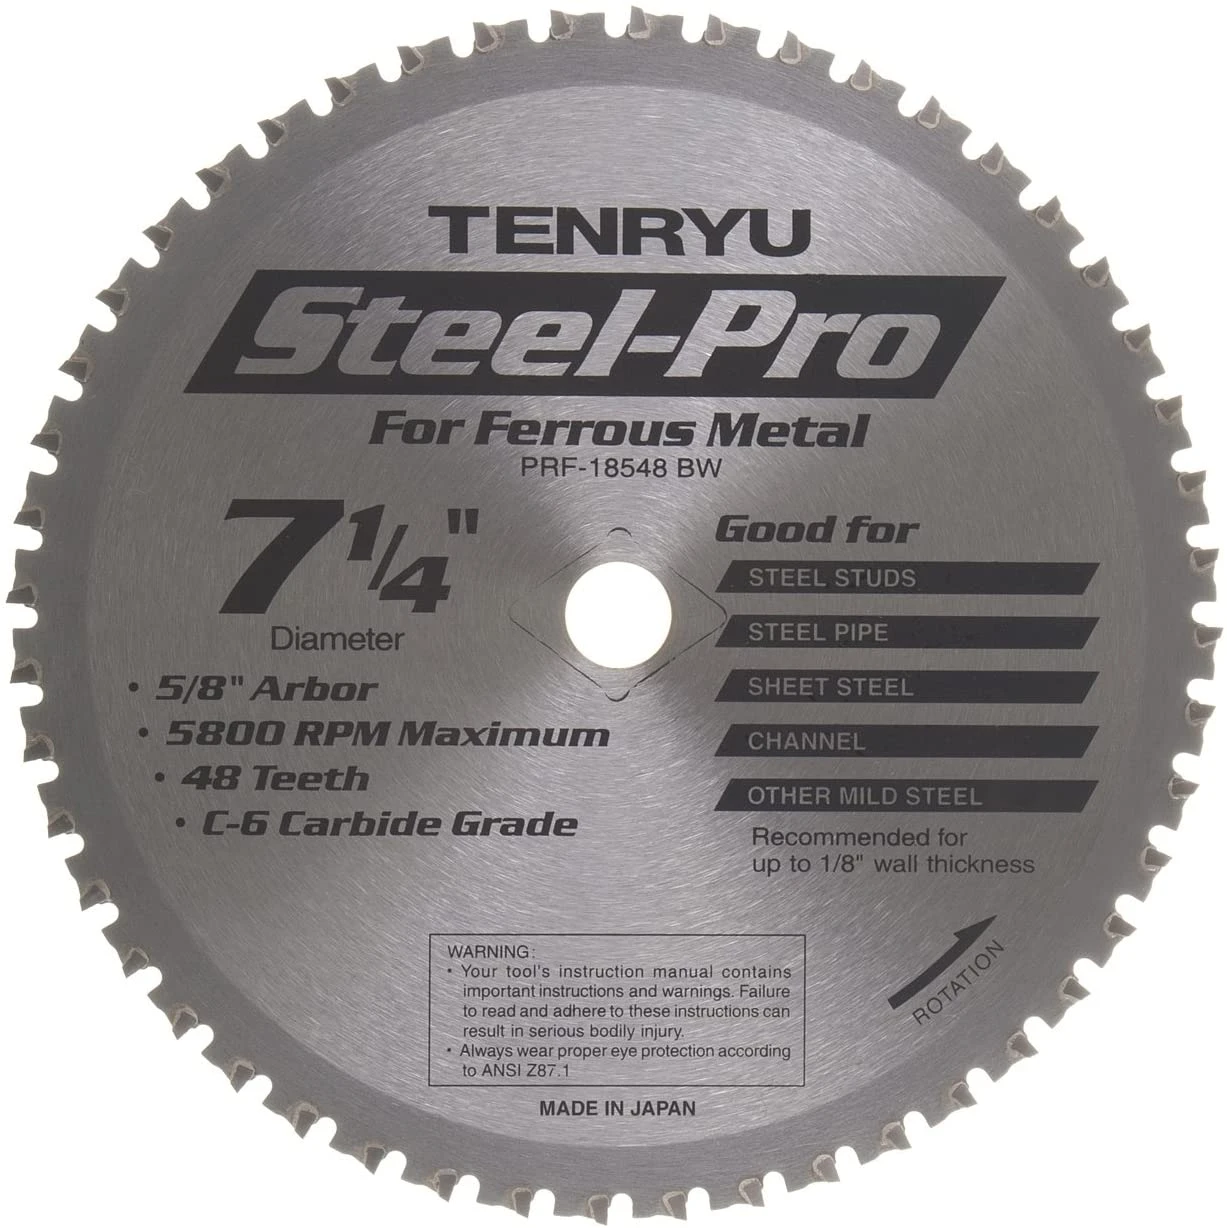 TENRYU
Steel-Pro
For Ferrous Metal
PRF-18548 BW
7 1/4"
Diameter
• 5/8" Arbor
• 5800 RPM Maximum
• 48 Teeth
• C-6 Carbide Grade
Good for
STEEL STUDS
STEEL PIPE
SHEET STEEL
CHANNEL
OTHER MILD STEEL
Recommended for
up to 1/8" wall thickness
ROTATION
WARNING:
• Your tool's instruction manual contains
important instructions and warnings. Failure
to read and adhere to these instructions can
result in serious bodily injury.
• Always wear proper eye protection according
to ANSI Z87.1
MADE IN JAPAN